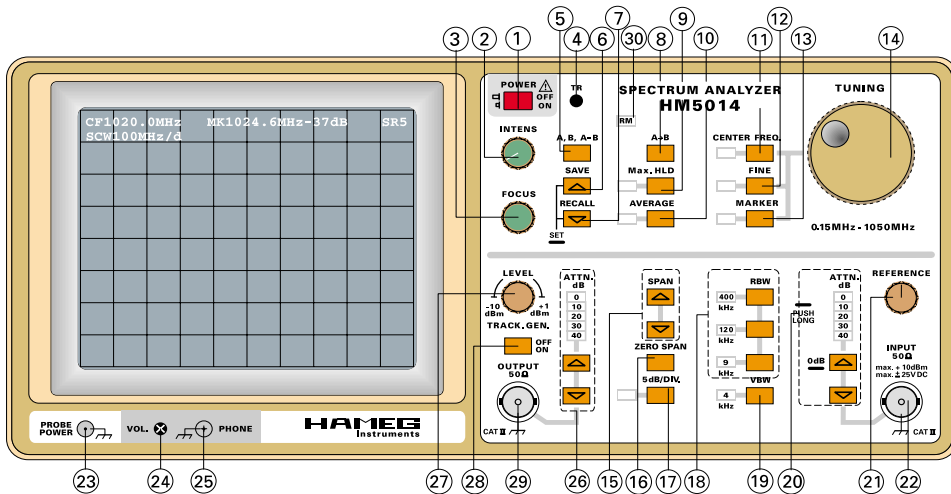 5 7 9 12
3 2 1 4 6 30 8 10 11 13 14
POWER
OFF
ON
TR
SPECTRUM ANALYZER
HM5014
TUNING
CF1020.0MHz MK1024.6MHz-37dB SR5
SCW100MHz/d
RM
INTENS
A, B, A-B
A→B
CENTER FREQ.
SAVE
Max. HLD
FINE
FOCUS
RECALL
AVERAGE
MARKER
SET
0.15MHz - 1050MHz
LEVEL
-10
dBm
+1
dBm
ATTN.
dB
0
10
20
30
40
SPAN
RBW
400
kHz
120
kHz
9
kHz
PUSH
LONG
ATTN.
dB
0
10
20
30
40
REFERENCE
TRACK. GEN.
OFF
ON
ZERO SPAN
0dB
INPUT
50Ω
max. + 10dBm
max. ± 25V DC
OUTPUT
50Ω
5dB/DIV.
VBW
4
kHz
CAT II
CAT II
PROBE
POWER
VOL.
PHONE
HAMEG
Instruments
23 24 25 27 28 29 26 15 16 17 18 19 20 21 22